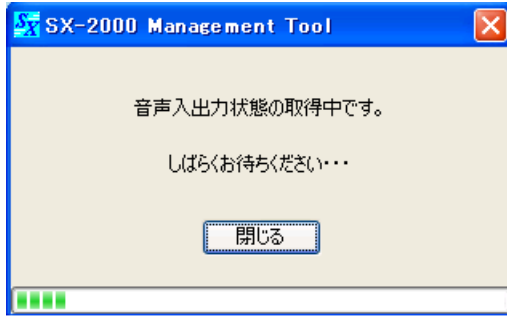 SX SX-2000 Management Tool
音声入出力状態の取得中です。
しばらくお待ちください・・・
閉じる